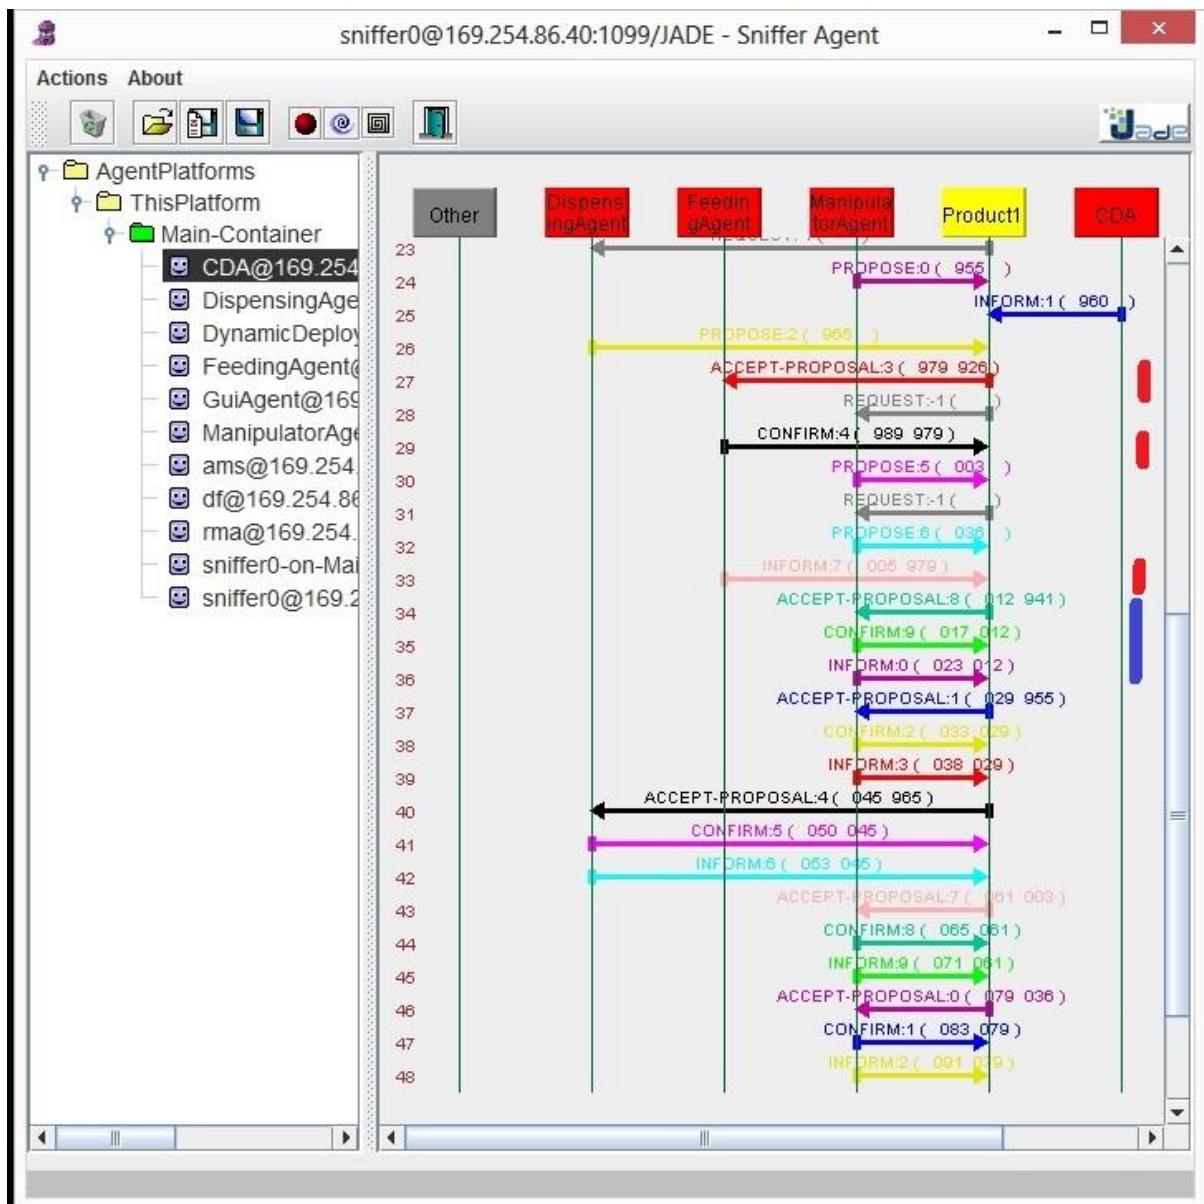 sniffer0@169.254.86.40:1099/JADE - Sniffer Agent
Actions About
Jade
AgentPlatforms
ThisPlatform
Main-Container
CDA@169.254
DispensingAge
DynamicDeploy
FeedingAgent@
GuiAgent@169
ManipulatorAge
ams@169.254.
df@169.254.86
rma@169.254.
sniffer0-on-Mai
sniffer0@169.2
Other
Dispens
ingAgent
Feedin
gAgent
Manipula
torAgent
Product1
CDA
23
24 PROPOSE:0 ( 955 )
25 INFORM:1 ( 960 )
26 PROPOSE:2 ( 965 )
27 ACCEPT-PROPOSAL:3 ( 979 926 )
28 REQUEST:-1 ( )
29 CONFIRM:4 ( 989 979 )
30 PROPOSE:5 ( 003 )
31 REQUEST:-1 ( )
32 PROPOSE:6 ( 036 )
33 INFORM:7 ( 005 979 )
34 ACCEPT-PROPOSAL:8 ( 012 941 )
35 CONFIRM:9 ( 017 012 )
36 INFORM:0 ( 023 012 )
37 ACCEPT-PROPOSAL:1 ( 029 955 )
38 CONFIRM:2 ( 033 029 )
39 INFORM:3 ( 038 029 )
40 ACCEPT-PROPOSAL:4 ( 045 965 )
41 CONFIRM:5 ( 050 045 )
42 INFORM:6 ( 053 045 )
43 ACCEPT-PROPOSAL:7 ( 061 003 )
44 CONFIRM:8 ( 065 061 )
45 INFORM:9 ( 071 061 )
46 ACCEPT-PROPOSAL:0 ( 079 036 )
47 CONFIRM:1 ( 083 079 )
48 INFORM:2 ( 091 079 )